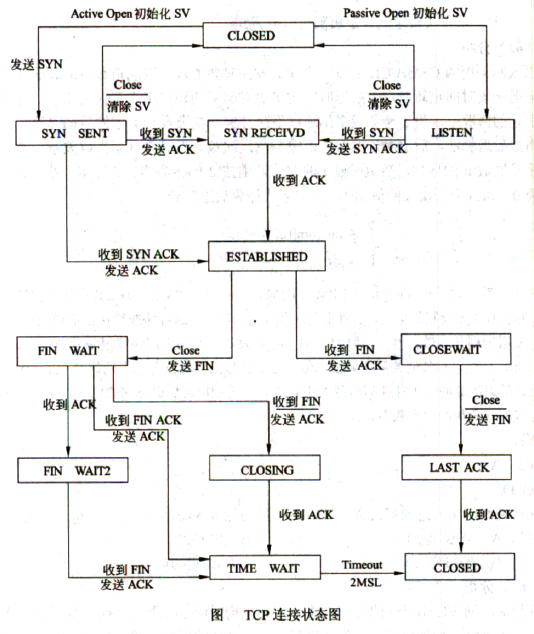 Active Open 初始化 SV
Passive Open 初始化 SV
CLOSED
发送 SYN
Close
清除 SV
Close
清除 SV
SYN SENT
收到 SYN
发送 ACK
SYN RECEIVD
收到 SYN
发送 SYN ACK
LISTEN
收到 ACK
收到 SYN ACK
发送 ACK
ESTABLISHED
FIN WAIT
Close
发送 FIN
收到 FIN
发送 ACK
CLOSEWAIT
收到 ACK
收到 FIN ACK
发送 ACK
收到 FIN
发送 ACK
Close
发送 FIN
FIN WAIT2
CLOSING
LAST ACK
收到 ACK
收到 ACK
收到 FIN
发送 ACK
TIME WAIT
Timeout
2MSL
CLOSED
图 TCP 连接状态图